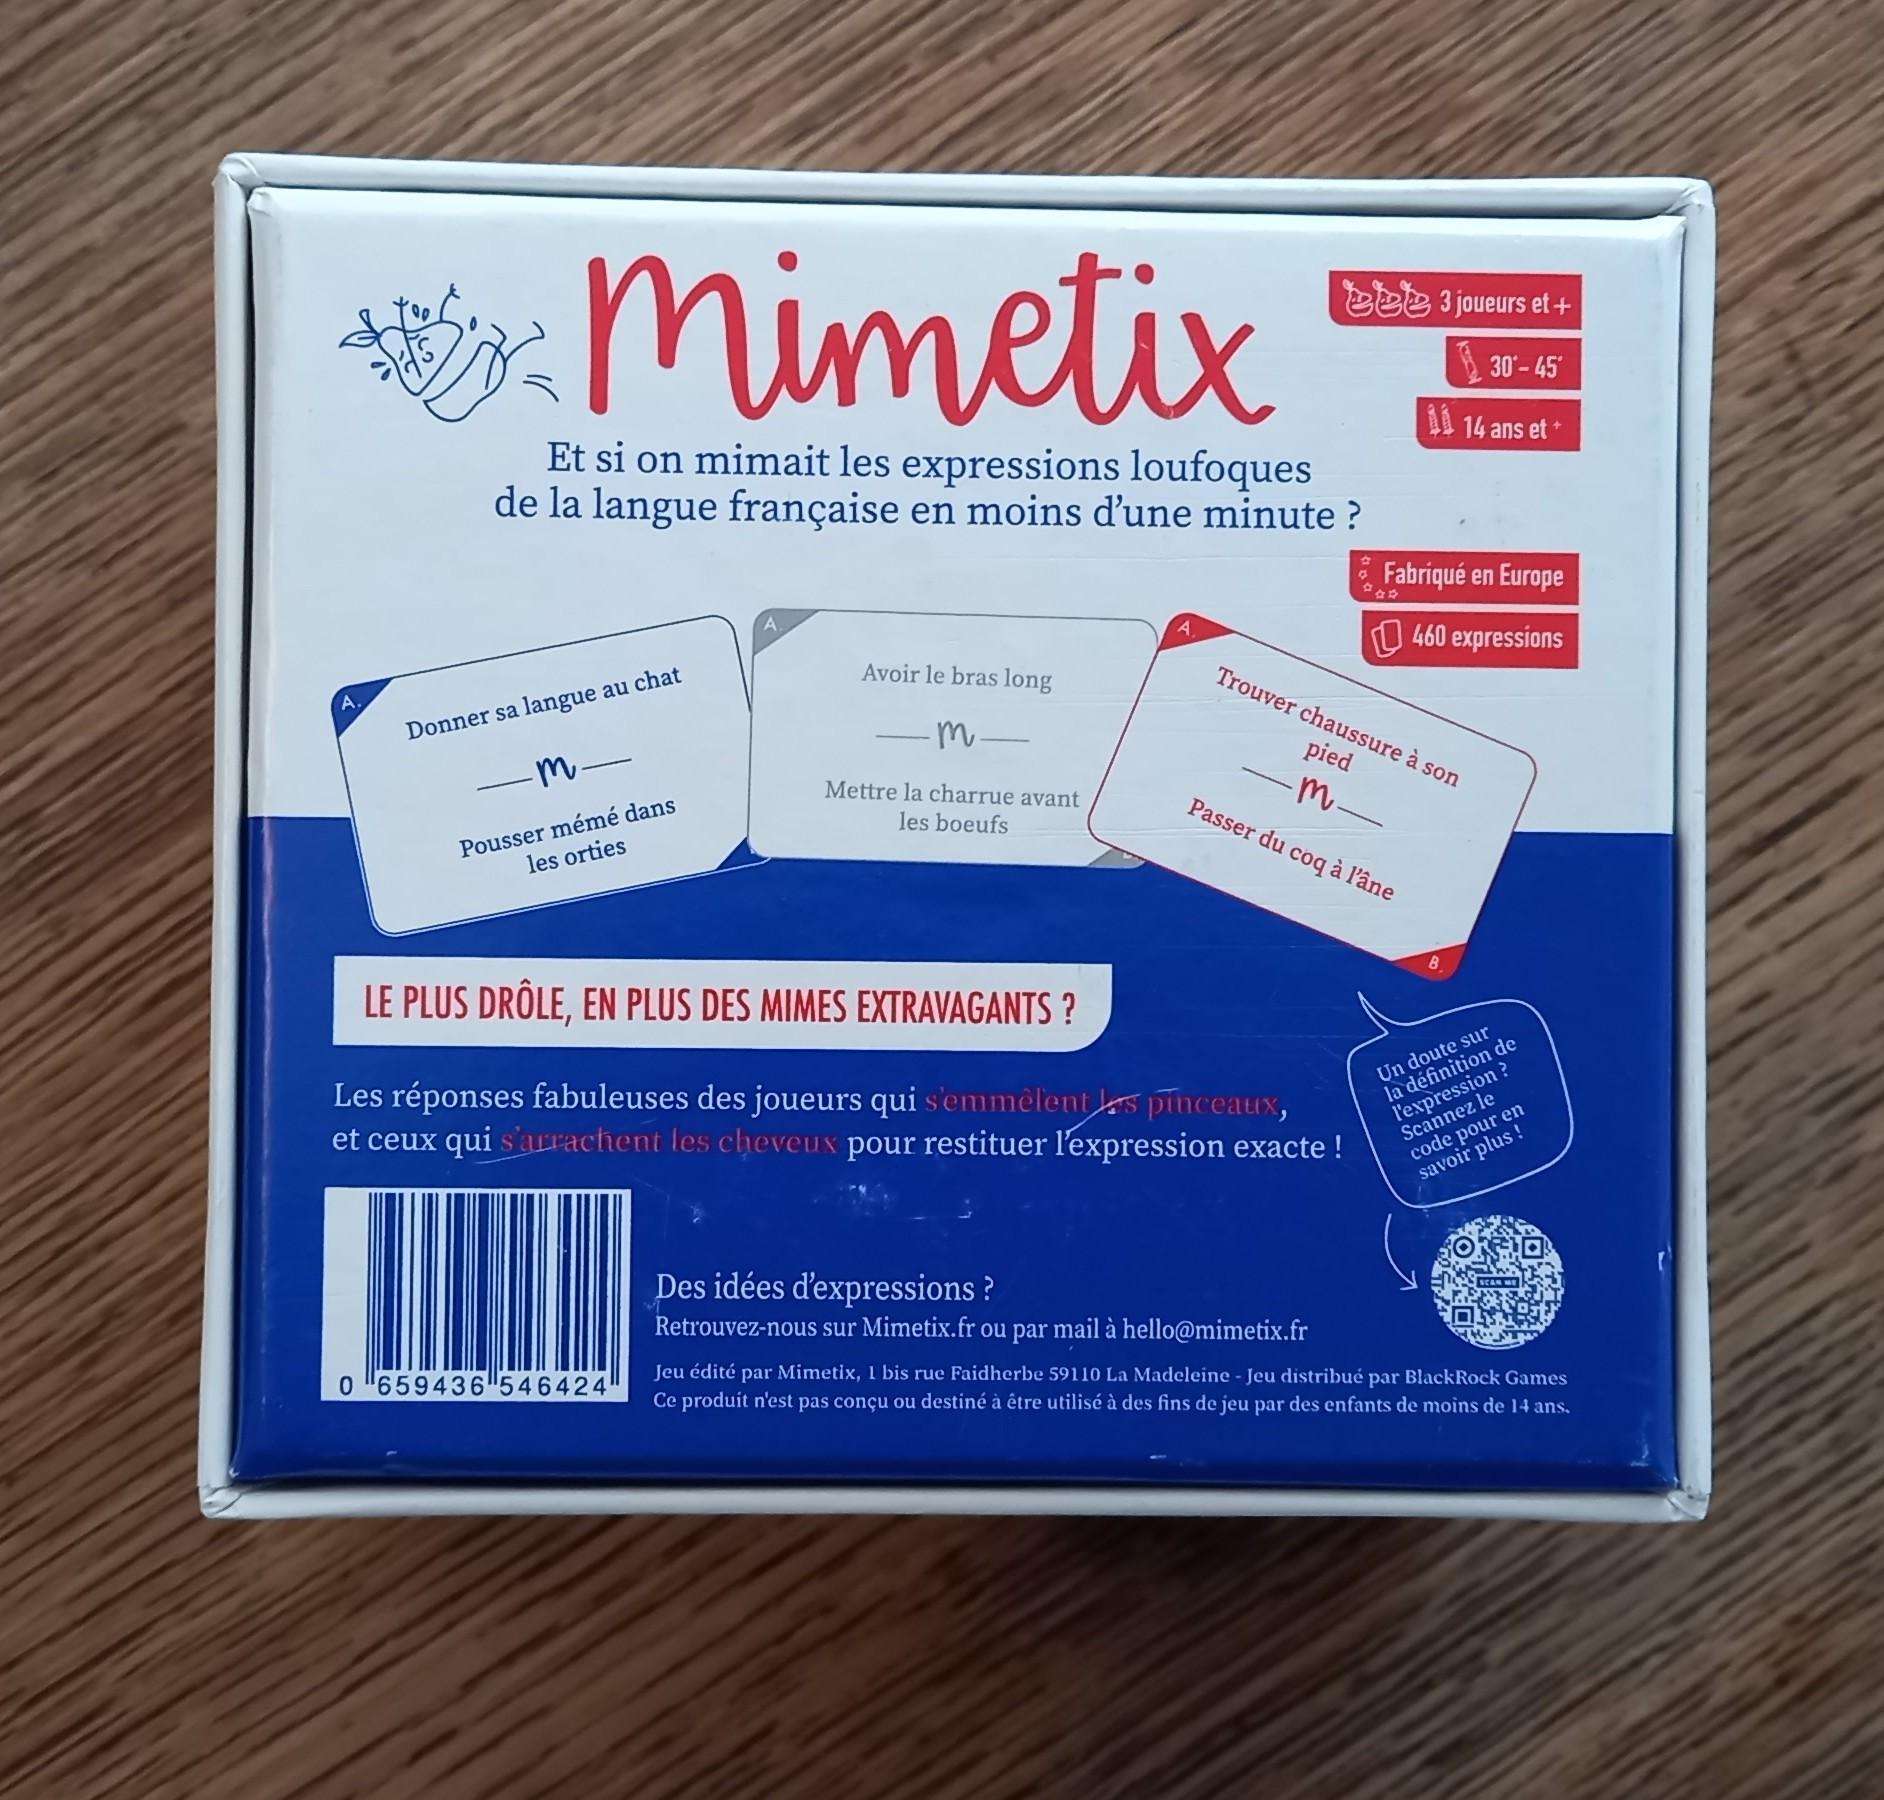 Mimetix
3 joueurs et +
30' - 45'
14 ans et +
Et si on mimait les expressions loufoques
de la langue française en moins d'une minute ?
Fabriqué en Europe
460 expressions
A.
Donner sa langue au chat
m
Pousser mémé dans
les orties
A.
Avoir le bras long
m
Mettre la charrue avant
les boeufs
A.
Trouver chaussure à son
pied
m
Passer du coq à l'âne
B.
LE PLUS DRÔLE, EN PLUS DES MIMES EXTRAVAGANTS ?
Les réponses fabuleuses des joueurs qui s'emmêlent les pinceaux,
et ceux qui s'arrachent les cheveux pour restituer l'expression exacte !
Un doute sur
la définition de
l'expression ?
Scannez le
code pour en
savoir plus !
SCAN ME
Des idées d'expressions ?
Retrouvez-nous sur Mimetix.fr ou par mail à hello@mimetix.fr
Jeu édité par Mimetix, 1 bis rue Faidherbe 59110 La Madeleine - Jeu distribué par BlackRock Games
Ce produit n'est pas conçu ou destiné à être utilisé à des fins de jeu par des enfants de moins de 14 ans.
0 659436 546424